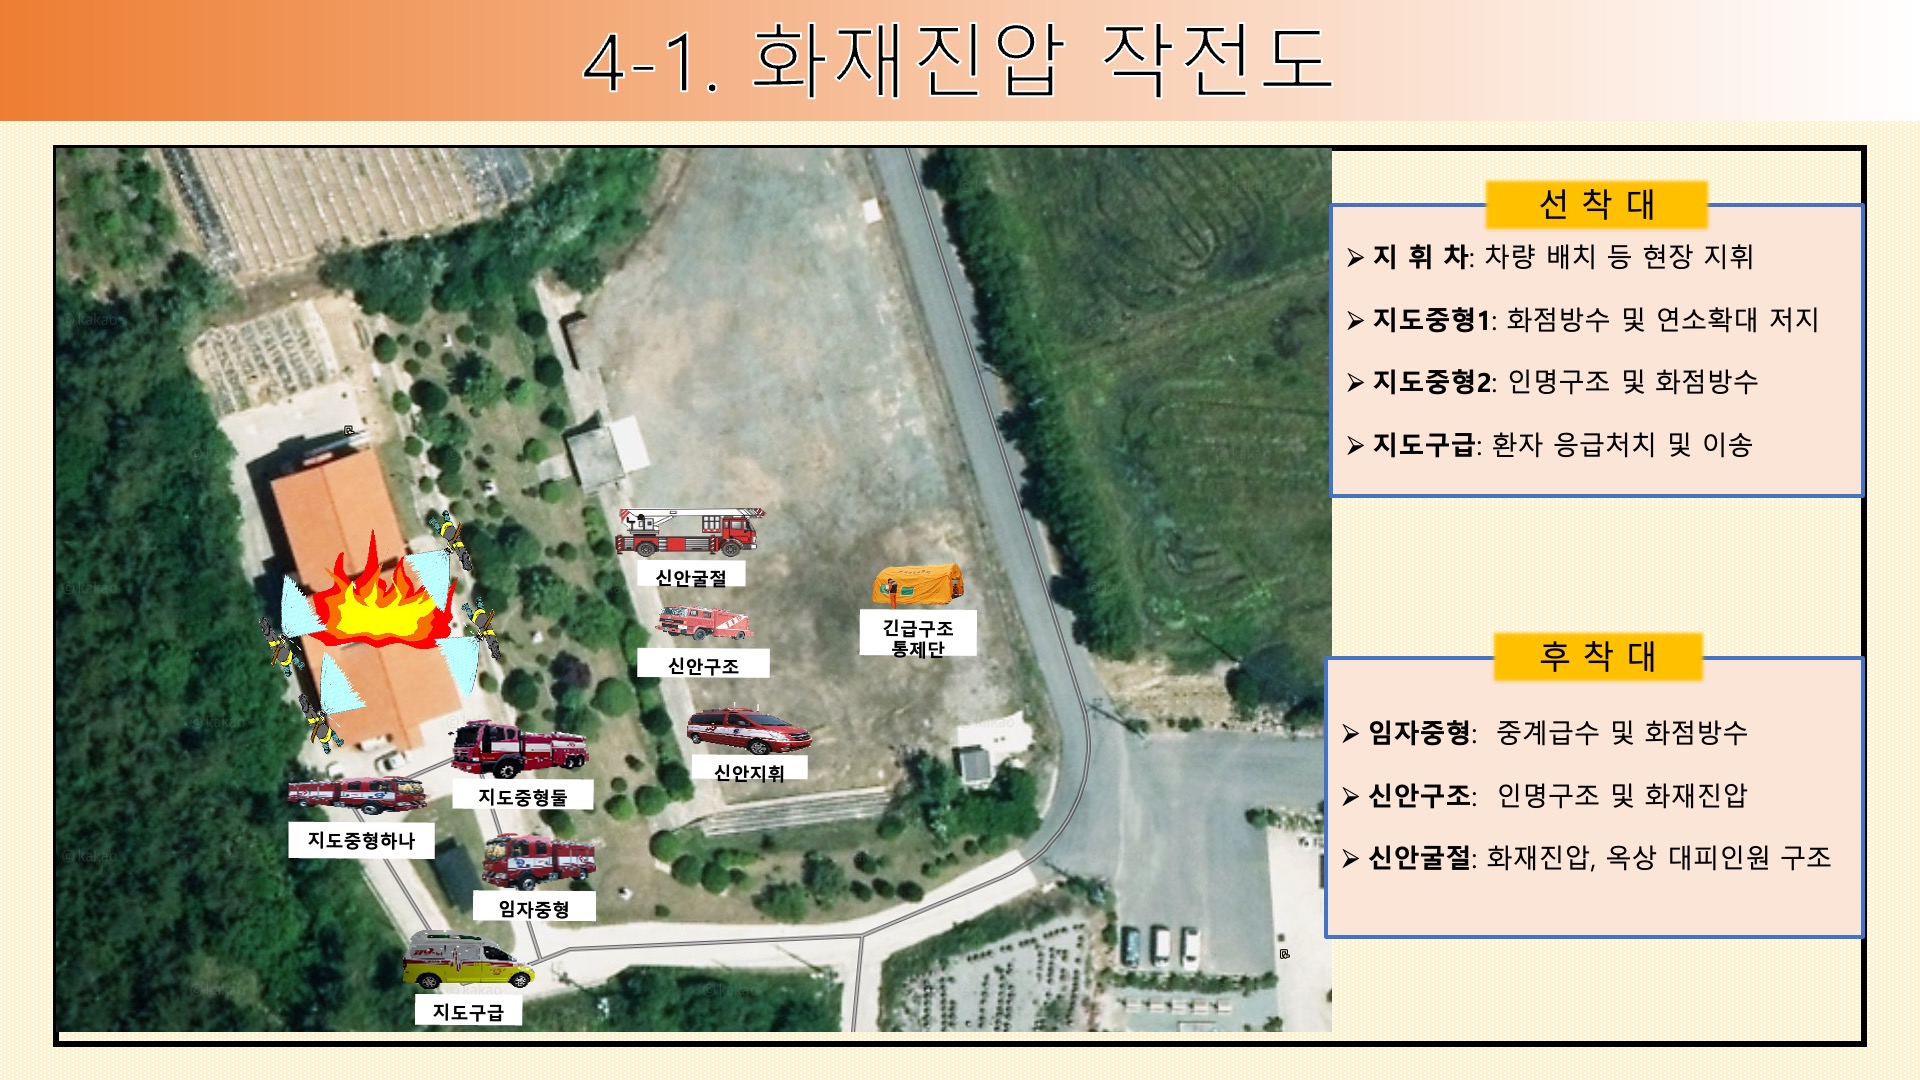 4-1. 화재진압 작전도
선 착 대
지 휘 차: 차량 배치 등 현장 지휘
지도중형1: 화점방수 및 연소확대 저지
지도중형2: 인명구조 및 화점방수
지도구급: 환자 응급처치 및 이송
후 착 대
임자중형: 중계급수 및 화점방수
신안구조: 인명구조 및 화재진압
신안굴절: 화재진압, 옥상 대피인원 구조
신안굴절
신안구조
긴급구조
통제단
신안지휘
지도중형둘
지도중형하나
임자중형
지도구급
@kakao